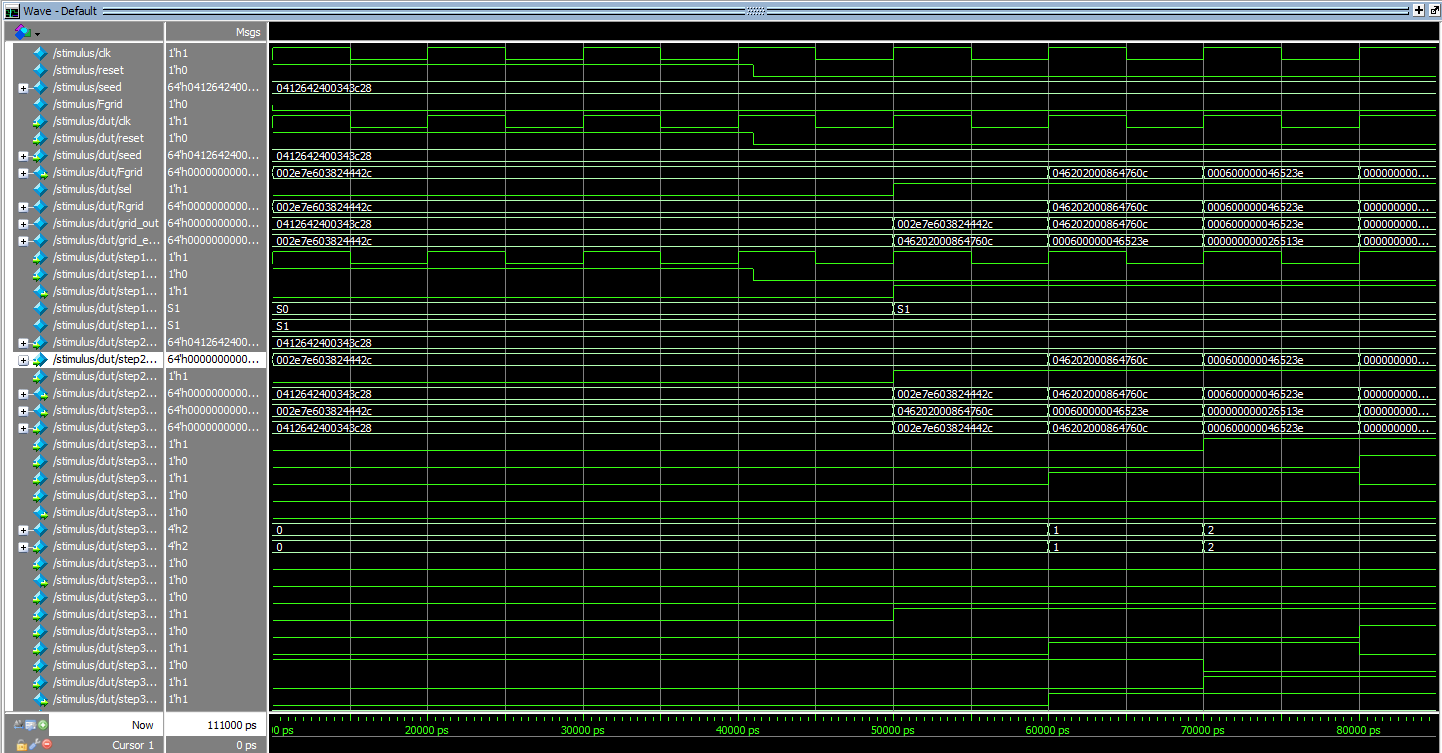 Wave - Default
Msgs
/stimulus/clk 1'h1
/stimulus/reset 1'h0
/stimulus/seed 64'h0412642400... 0412642400343c28
/stimulus/Fgrid 1'h0
/stimulus/dut/clk 1'h1
/stimulus/dut/reset 1'h0
/stimulus/dut/seed 64'h0412642400... 0412642400343c28
/stimulus/dut/Fgrid 64'h0000000000... 002e7e603824442c 046202000864760c 000600000046523e 000000000...
/stimulus/dut/sel 1'h1
/stimulus/dut/Rgrid 64'h0000000000... 002e7e603824442c 046202000864760c 000600000046523e 000000000...
/stimulus/dut/grid_out 64'h0000000000... 0412642400343c28 002e7e603824442c 046202000864760c 000600000046523e 000000000...
/stimulus/dut/grid_e... 64'h0000000000... 002e7e603824442c 046202000864760c 000600000046523e 000000000026513e 000000000...
/stimulus/dut/step1... 1'h1
/stimulus/dut/step1... 1'h0
/stimulus/dut/step1... 1'h1
/stimulus/dut/step1... S1 S0 S1
/stimulus/dut/step1... S1 S1
/stimulus/dut/step2... 64'h0412642400... 0412642400343c28
/stimulus/dut/step2... 64'h0000000000... 002e7e603824442c 046202000864760c 000600000046523e 000000000...
/stimulus/dut/step2... 1'h1
/stimulus/dut/step2... 64'h0000000000... 0412642400343c28 002e7e603824442c 046202000864760c 000600000046523e 000000000...
/stimulus/dut/step3... 64'h0000000000... 002e7e603824442c 046202000864760c 000600000046523e 000000000026513e 000000000...
/stimulus/dut/step3... 64'h0000000000... 0412642400343c28 002e7e603824442c 046202000864760c 000600000046523e 000000000...
/stimulus/dut/step3... 1'h1
/stimulus/dut/step3... 1'h0
/stimulus/dut/step3... 1'h1
/stimulus/dut/step3... 1'h0
/stimulus/dut/step3... 1'h0
/stimulus/dut/step3... 4'h2 0 1 2
/stimulus/dut/step3... 4'h2 0 1 2
/stimulus/dut/step3... 1'h0
/stimulus/dut/step3... 1'h0
/stimulus/dut/step3... 1'h0
/stimulus/dut/step3... 1'h1
/stimulus/dut/step3... 1'h0
/stimulus/dut/step3... 1'h1
/stimulus/dut/step3... 1'h0
/stimulus/dut/step3... 1'h1
/stimulus/dut/step3... 1'h1
Now 111000 ps 00 ps 20000 ps 30000 ps 40000 ps 50000 ps 60000 ps 70000 ps 80000 ps
Cursor 1 0 ps